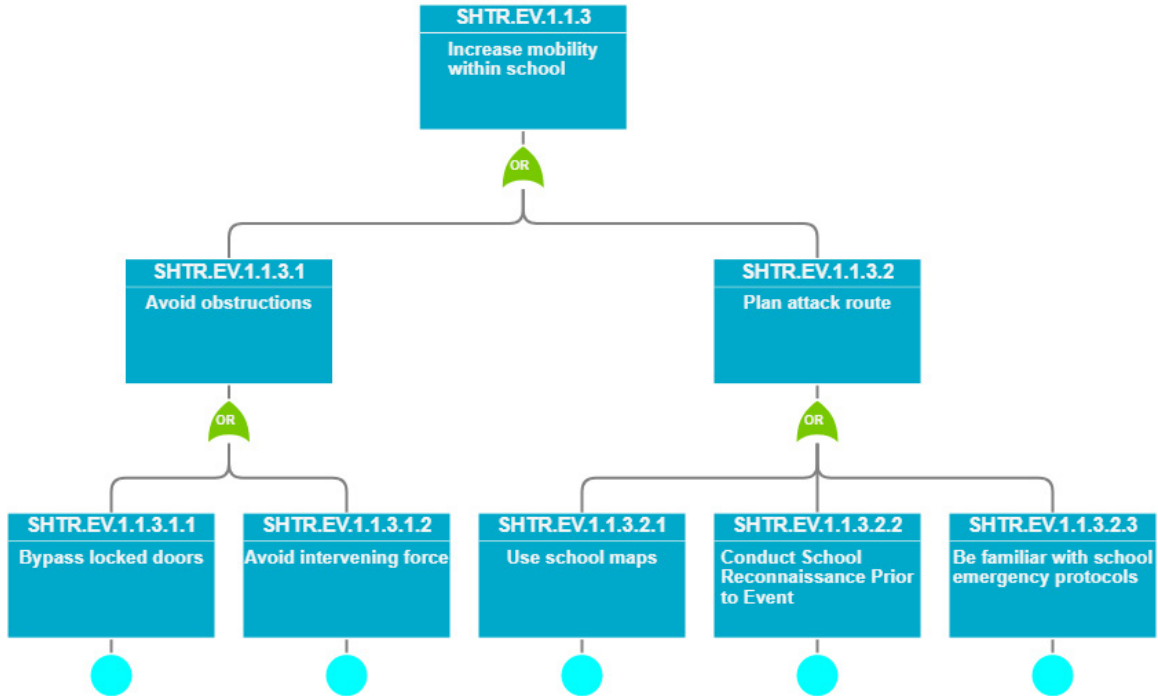 SHTR.EV.1.1.3
Increase mobility
within school
OR
SHTR.EV.1.1.3.1
Avoid obstructions
SHTR.EV.1.1.3.2
Plan attack route
OR
OR
SHTR.EV.1.1.3.1.1
Bypass locked doors
SHTR.EV.1.1.3.1.2
Avoid intervening force
SHTR.EV.1.1.3.2.1
Use school maps
SHTR.EV.1.1.3.2.2
Conduct School
Reconnaissance Prior
to Event
SHTR.EV.1.1.3.2.3
Be familiar with school
emergency protocols